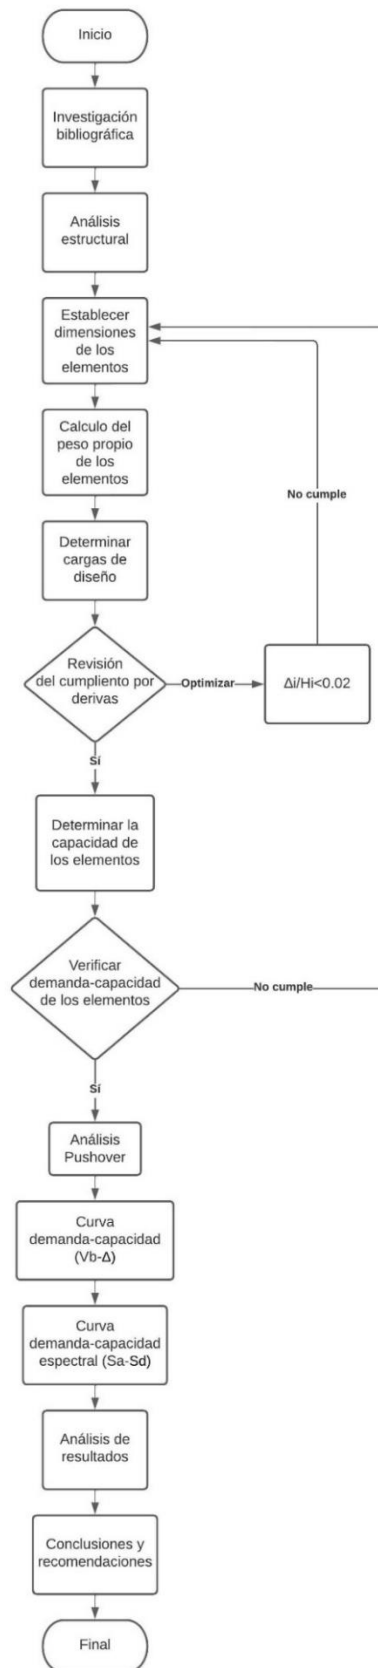 Inicio
Investigación
bibliográfica
Análisis
estructural
Establecer
dimensiones
de los
elementos
Calculo del
peso propio
de los
elementos
No cumple
Determinar
cargas de
diseño
Revisión
del cumpliento por
derivas
Optimizar
Δi/Hi<0.02
Sí
Determinar la
capacidad de
los elementos
Verificar
demanda-capacidad
de los elementos
No cumple
Sí
Análisis
Pushover
Curva
demanda-capacidad
(Vb-Δ)
Curva
demanda-capacidad
espectral (Sa-Sd)
Análisis de
resultados
Conclusiones y
recomendaciones
Final